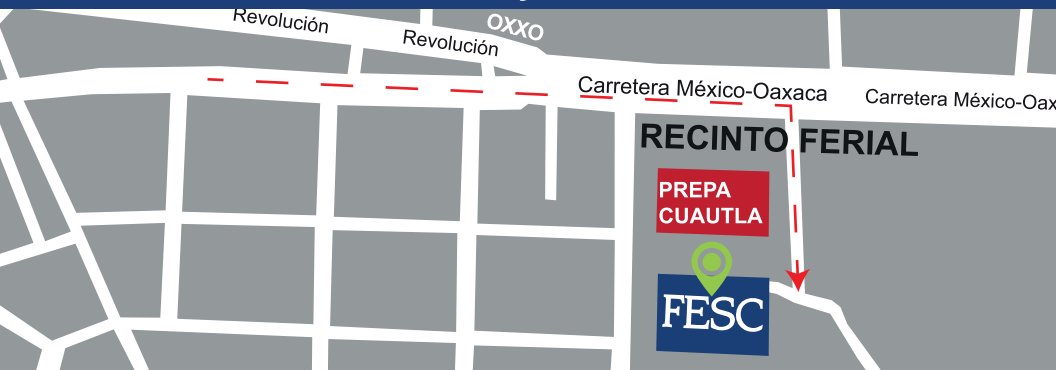 Revolución
OXXO
Revolución
Carretera México-Oaxaca
Carretera México-Oax
RECINTO FERIAL
PREPA
CUAUTLA
FESC